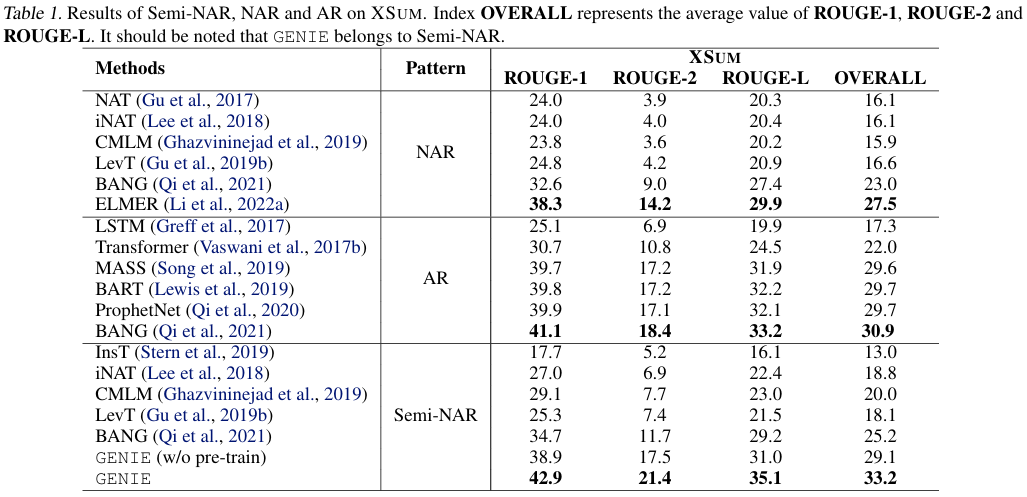 Table 1. Results of Semi-NAR, NAR and AR on XSUM. Index OVERALL represents the average value of ROUGE-1, ROUGE-2 and
ROUGE-L. It should be noted that GENIE belongs to Semi-NAR.
Methods Pattern XSUM
ROUGE-1 ROUGE-2 ROUGE-L OVERALL
NAT (Gu et al., 2017) 24.0 3.9 20.3 16.1
iNAT (Lee et al., 2018) 24.0 4.0 20.4 16.1
CMLM (Ghazvininejad et al., 2019) 23.8 3.6 20.2 15.9
NAR
LevT (Gu et al., 2019b) 24.8 4.2 20.9 16.6
BANG (Qi et al., 2021) 32.6 9.0 27.4 23.0
ELMER (Li et al., 2022a) 38.3 14.2 29.9 27.5
LSTM (Greff et al., 2017) 25.1 6.9 19.9 17.3
Transformer (Vaswani et al., 2017b) 30.7 10.8 24.5 22.0
MASS (Song et al., 2019) 39.7 17.2 31.9 29.6
AR
BART (Lewis et al., 2019) 39.8 17.2 32.2 29.7
ProphetNet (Qi et al., 2020) 39.9 17.1 32.1 29.7
BANG (Qi et al., 2021) 41.1 18.4 33.2 30.9
InsT (Stern et al., 2019) 17.7 5.2 16.1 13.0
iNAT (Lee et al., 2018) 27.0 6.9 22.4 18.8
CMLM (Ghazvininejad et al., 2019) 29.1 7.7 23.0 20.0
LevT (Gu et al., 2019b) Semi-NAR 25.3 7.4 21.5 18.1
BANG (Qi et al., 2021) 34.7 11.7 29.2 25.2
GENIE (w/o pre-train) 38.9 17.5 31.0 29.1
GENIE 42.9 21.4 35.1 33.2